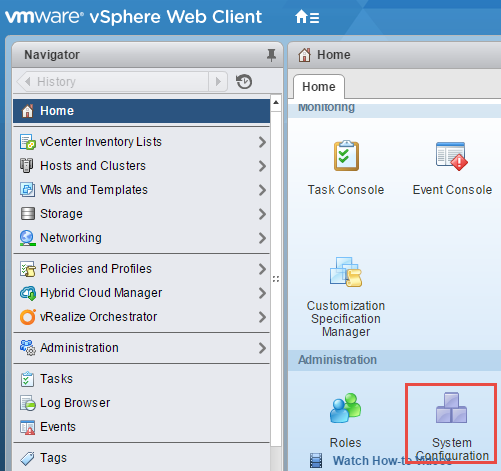 vmware® vSphere Web Client
Navigator
History
Home
vCenter Inventory Lists
Hosts and Clusters
VMs and Templates
Storage
Networking
Policies and Profiles
Hybrid Cloud Manager
vRealize Orchestrator
Administration
Tasks
Log Browser
Events
Tags
Home
Home
Monitoring
Task Console
Event Console
Customization
Specification
Manager
Administration
Roles
System
Configuration
Watch How-to Videos